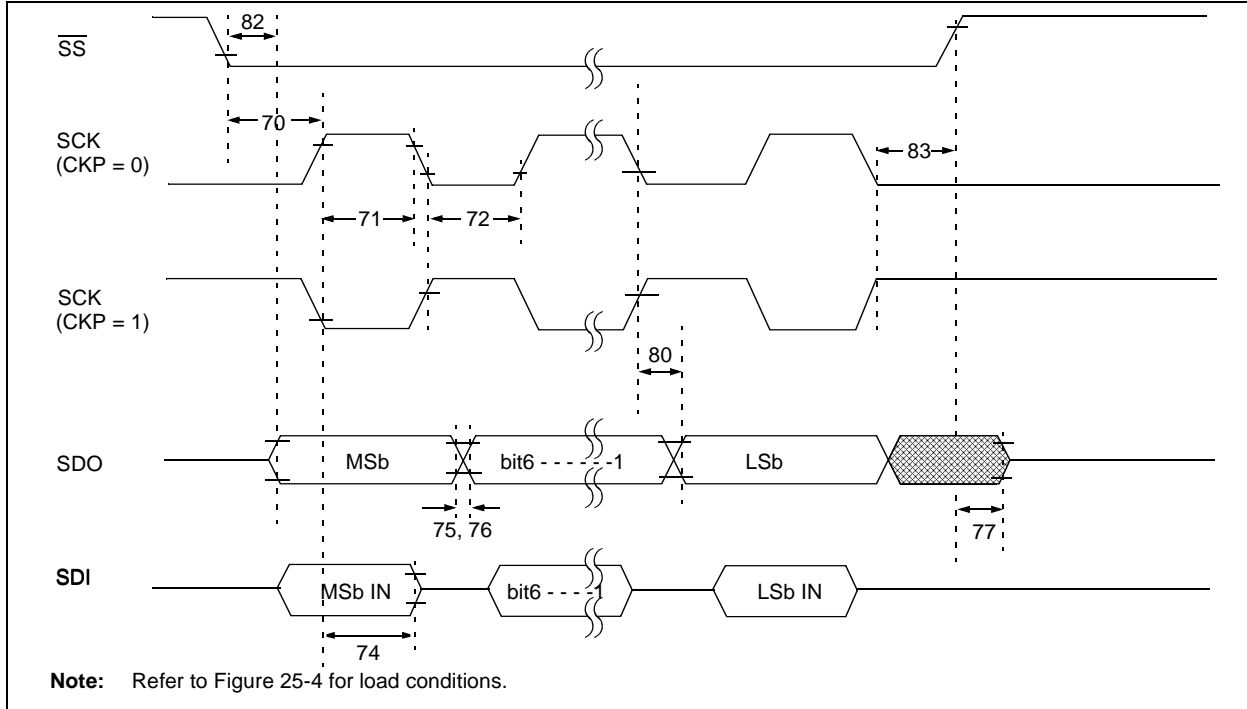 82
SS
70
SCK
(CKP = 0)
83
71
72
SCK
(CKP = 1)
80
SDO
MSb
bit6 - - - - - -1
LSb
75, 76
77
SDI
MSb IN
bit6 - - - -1
LSb IN
74
Note: Refer to Figure 25-4 for load conditions.